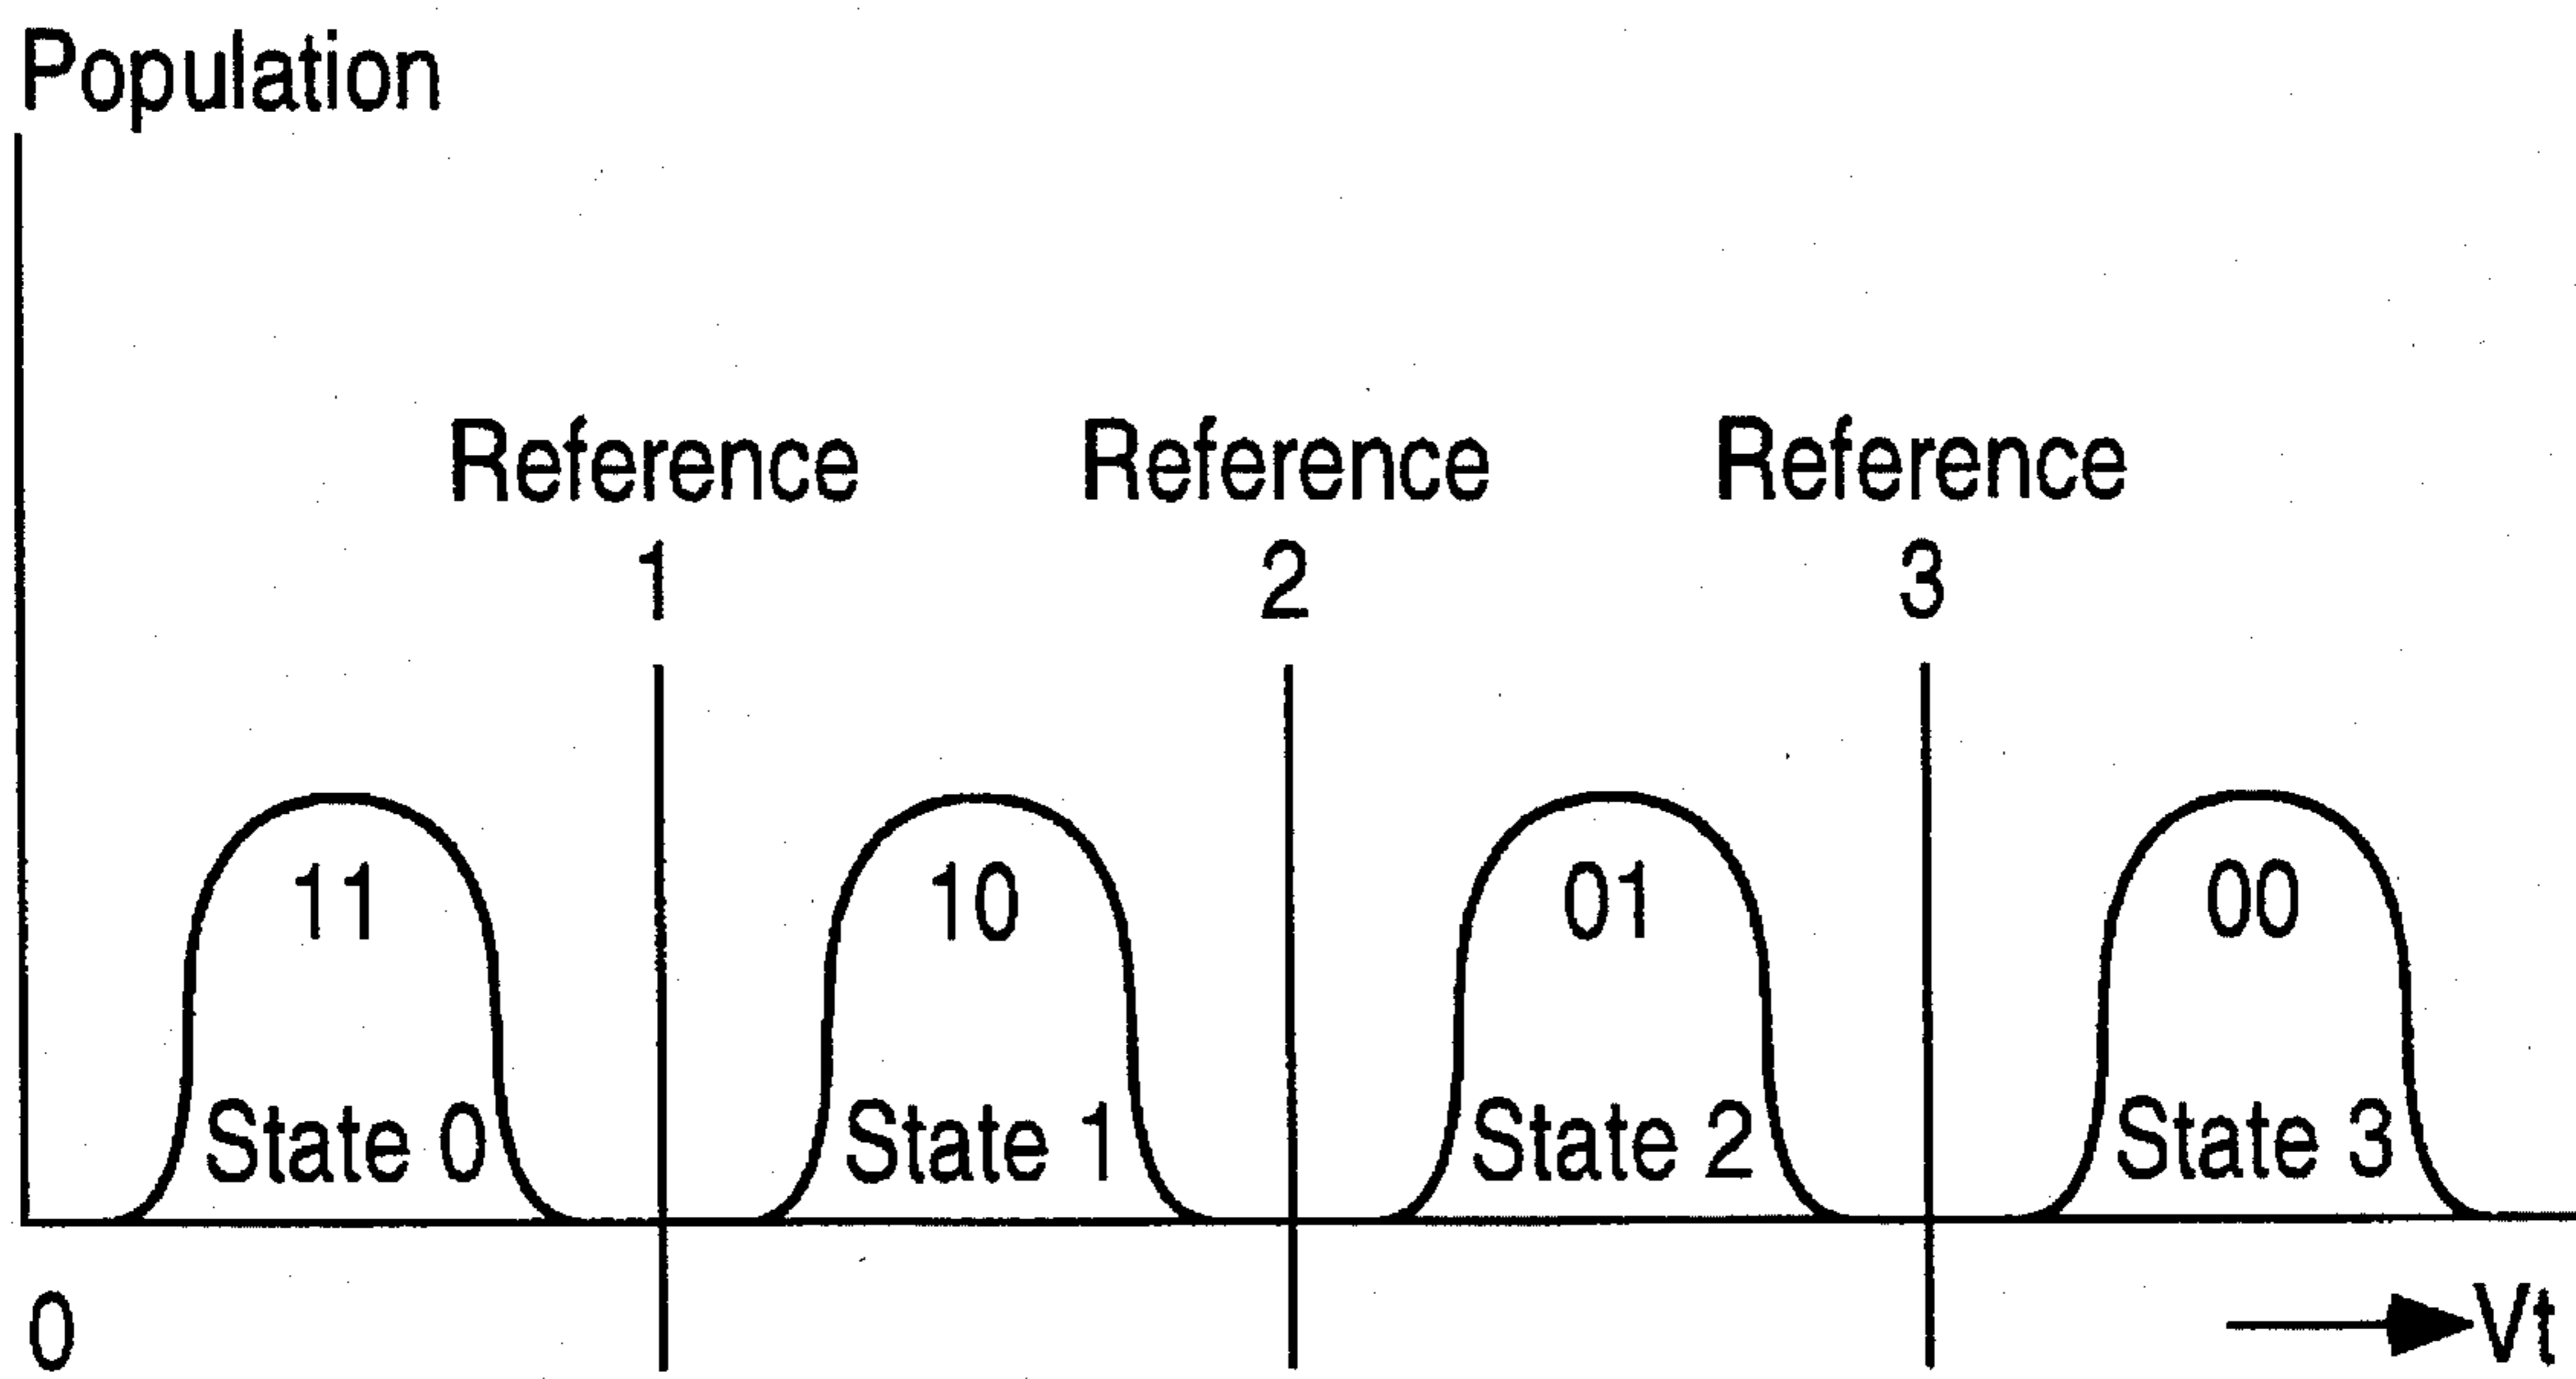 Population
Reference Reference Reference
1 2 3
11 10 01 00
State 0 State 1 State 2 State 3
0 Vt